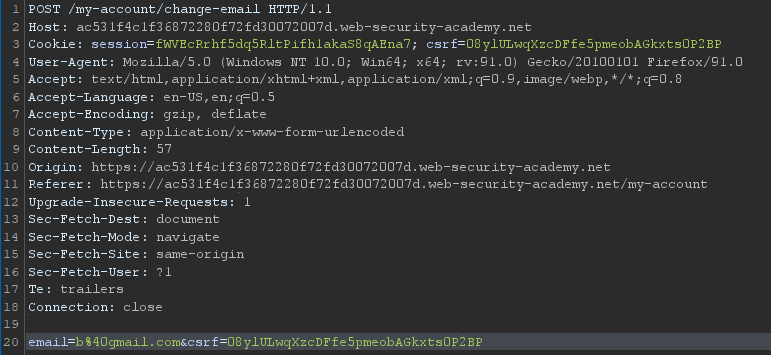 1 POST /my-account/change-email HTTP/1.1
2 Host: ac531f4c1f36872280f72fd30072007d.web-security-academy.net
3 Cookie: session=fWVEcRrhf5dq5RltPifh1akaS8qAEna7; csrf=O8ylULwqXzcDFfe5pmeobAGkxtsOP2BP
4 User-Agent: Mozilla/5.0 (Windows NT 10.0; Win64; x64; rv:91.0) Gecko/20100101 Firefox/91.0
5 Accept: text/html,application/xhtml+xml,application/xml;q=0.9,image/webp,*/*;q=0.8
6 Accept-Language: en-US,en;q=0.5
7 Accept-Encoding: gzip, deflate
8 Content-Type: application/x-www-form-urlencoded
9 Content-Length: 57
10 Origin: https://ac531f4c1f36872280f72fd30072007d.web-security-academy.net
11 Referer: https://ac531f4c1f36872280f72fd30072007d.web-security-academy.net/my-account
12 Upgrade-Insecure-Requests: 1
13 Sec-Fetch-Dest: document
14 Sec-Fetch-Mode: navigate
15 Sec-Fetch-Site: same-origin
16 Sec-Fetch-User: ?1
17 Te: trailers
18 Connection: close
19
20 email=b%40gmail.com&csrf=O8ylULwqXzcDFfe5pmeobAGkxtsOP2BP